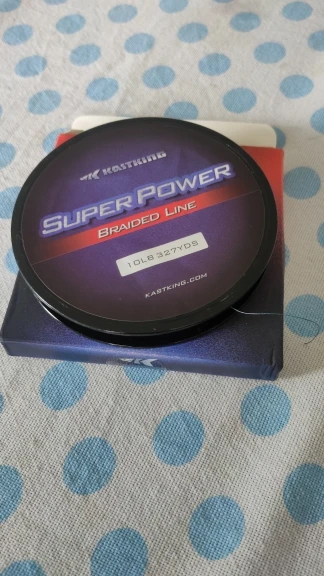 KASTKING
SUPER POWER
BRAIDED LINE
10LB 327YDS
KASTKING.COM